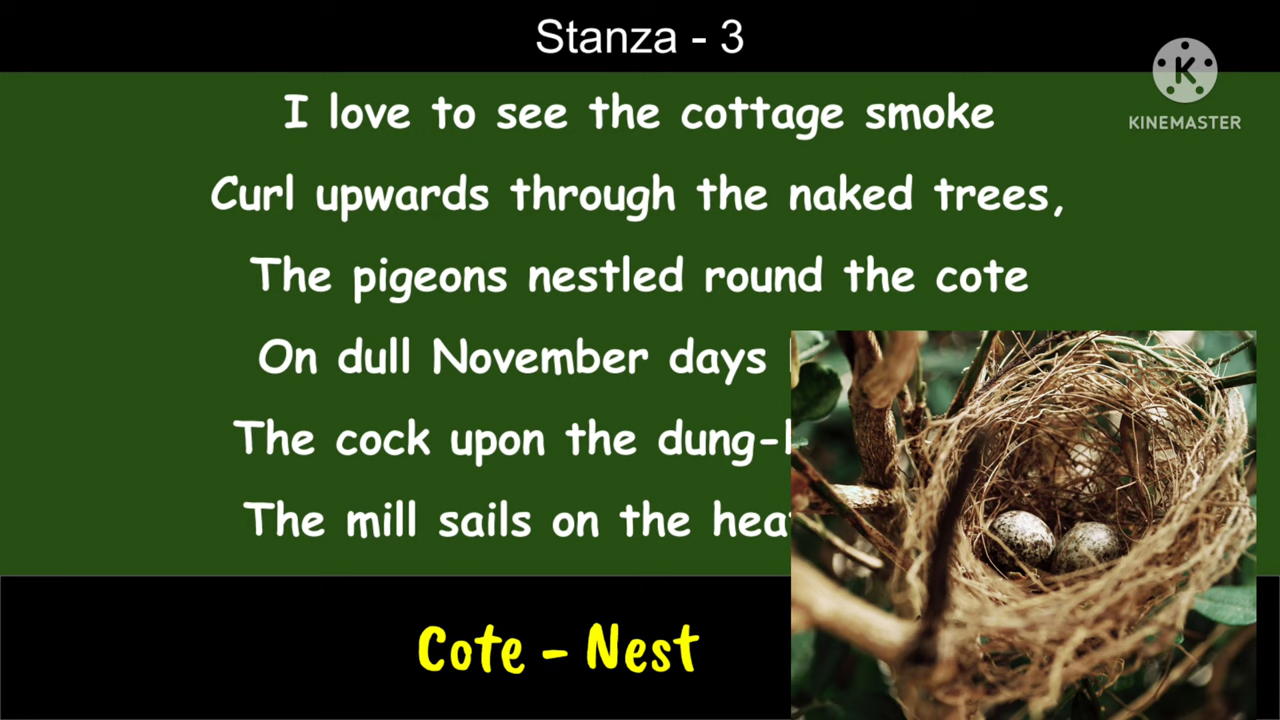 Stanza - 3
K
KINEMASTER
I love to see the cottage smoke
Curl upwards through the naked trees,
The pigeons nestled round the cote
On dull November days
The cock upon the dung-
The mill sails on the
Cote - Nest